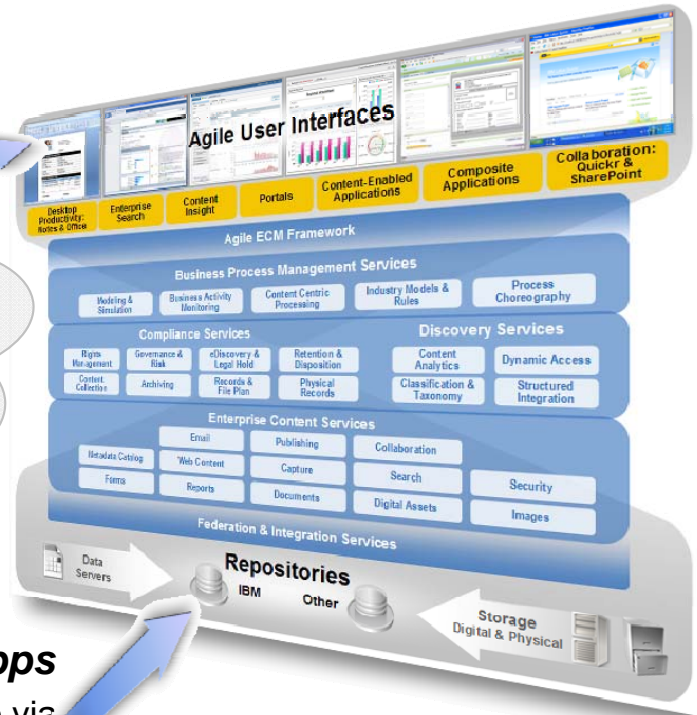 Agile User Interfaces
Desktop
Productivity:
Notes & Office
Enterprise
Search
Content
Insight
Portals
Content-Enabled
Applications
Composite
Applications
Collaboration:
Quickr &
SharePoint
Agile ECM Framework
Business Process Management Services
Modeling &
Simulation
Business Activity
Monitoring
Content Centric
Processing
Industry Models &
Rules
Process
Choreography
Compliance Services
Rights
Management
Governance &
Risk
eDiscovery &
Legal Hold
Retention &
Disposition
Content
Collection
Archiving
Records &
File Plan
Physical
Records
Discovery Services
Content
Analytics
Dynamic Access
Classification &
Taxonomy
Structured
Integration
Enterprise Content Services
Email
Publishing
Collaboration
Metadata Catalog
Web Content
Capture
Search
Security
Forms
Reports
Documents
Digital Assets
Images
Federation & Integration Services
Data
Servers
Repositories
IBM
Other
Storage
Digital & Physical
via